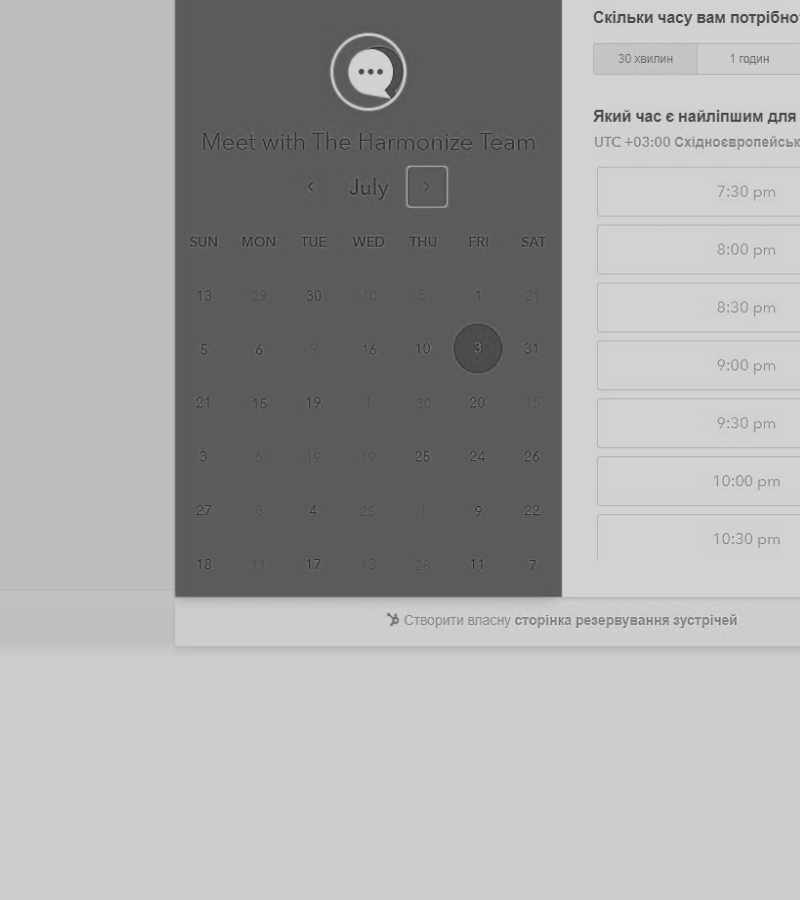 Meet with The Harmonize Team
July
SUN MON TUE WED THU FRI SAT
13 29 30 10 5 1 21
5 6 9 16 10 3 31
21 15 19 1 30 20 15
3 6 19 19 25 24 26
27 8 4 25 1 9 22
18 11 17 13 28 11 7
Скільки часу вам потрібно
30 хвилин 1 годин
Який час є найліпшим для
UTC +03:00 Східноєвропейськ
7:30 pm
8:00 pm
8:30 pm
9:00 pm
9:30 pm
10:00 pm
10:30 pm
Створити власну сторінка резервування зустрічей